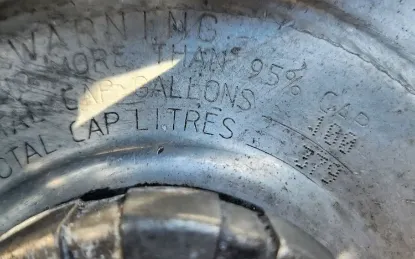 WARNING
MORE THAN 95% CAP
CAP GALLONS 100
TOTAL CAP LITRES 379